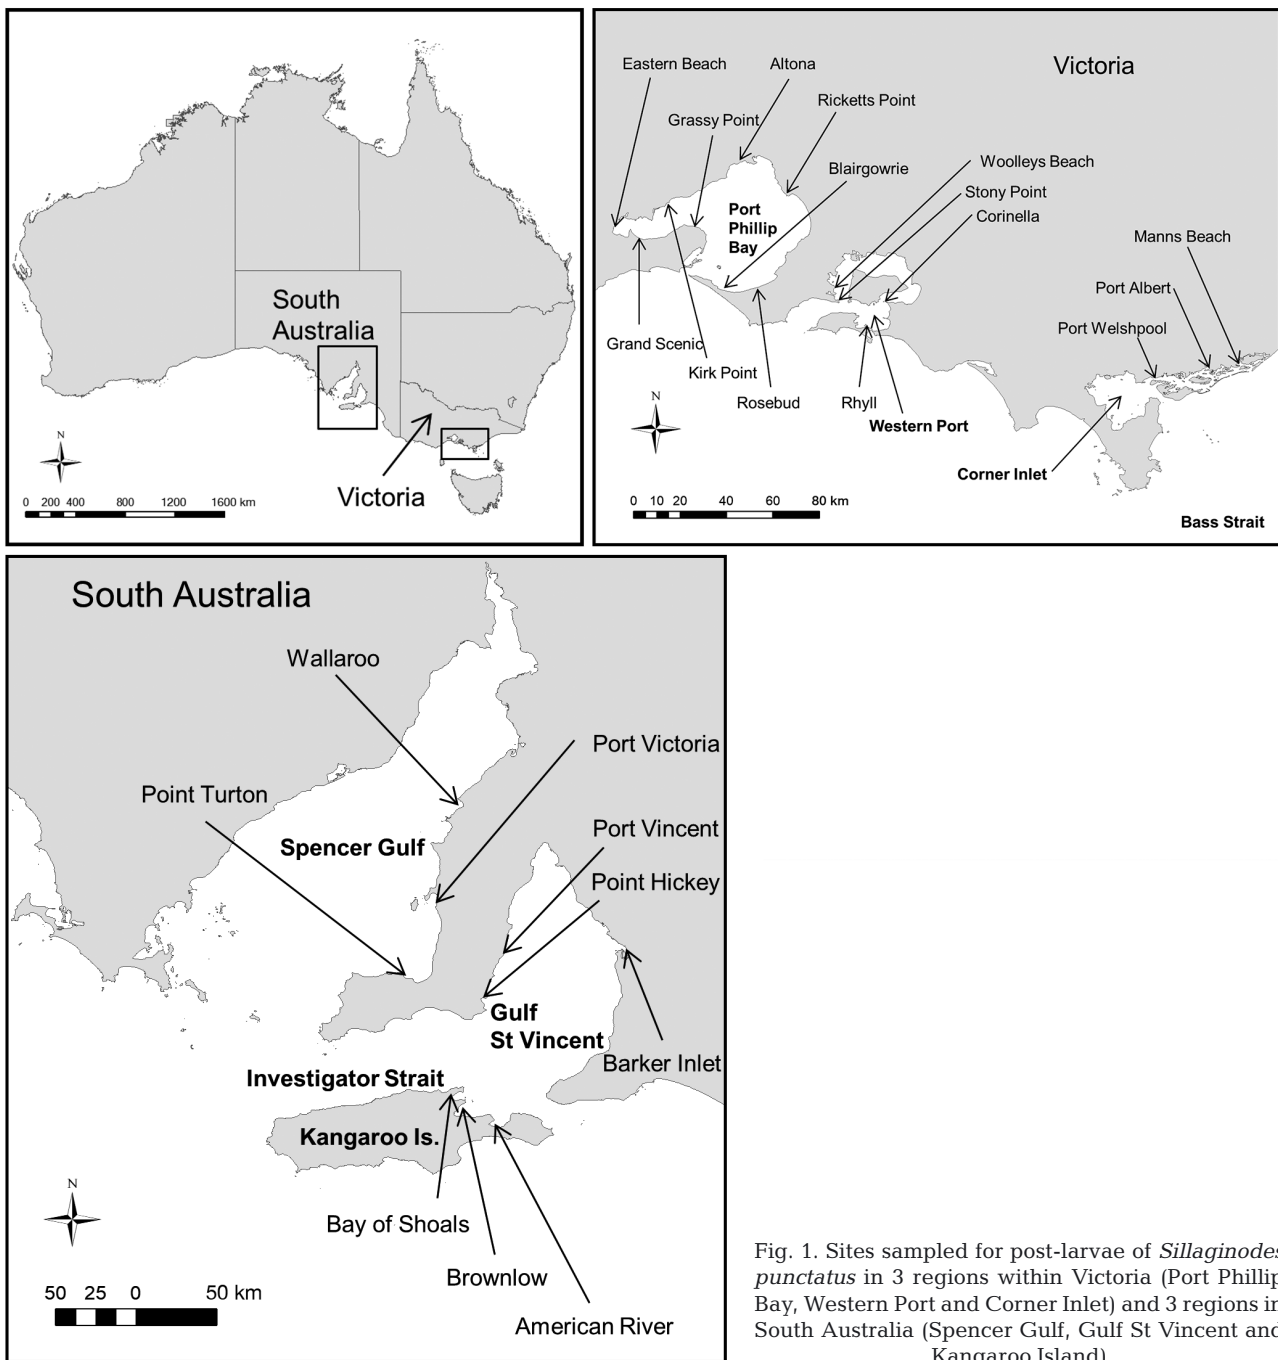 South
Australia
Victoria
N
0 200 400 800 1200 1600 km
Victoria
Eastern Beach
Altona
Ricketts Point
Grassy Point
Blairgowrie
Woolleys Beach
Stony Point
Corinella
Port
Phillip
Bay
Manns Beach
Port Albert
Port Welshpool
Grand Scenic
Kirk Point
Rosebud
Rhyll
Western Port
Corner Inlet
Bass Strait
N
0 10 20 40 60 80 km
South Australia
Wallaroo
Port Victoria
Point Turton
Port Vincent
Spencer Gulf
Point Hickey
Gulf
St Vincent
Barker Inlet
Investigator Strait
Kangaroo Is.
Bay of Shoals
Brownlow
American River
N
50 25 0 50 km
Fig. 1. Sites sampled for post-larvae of Sillaginodes
punctatus in 3 regions within Victoria (Port Phillip
Bay, Western Port and Corner Inlet) and 3 regions in
South Australia (Spencer Gulf, Gulf St Vincent and
Kangaroo Island)